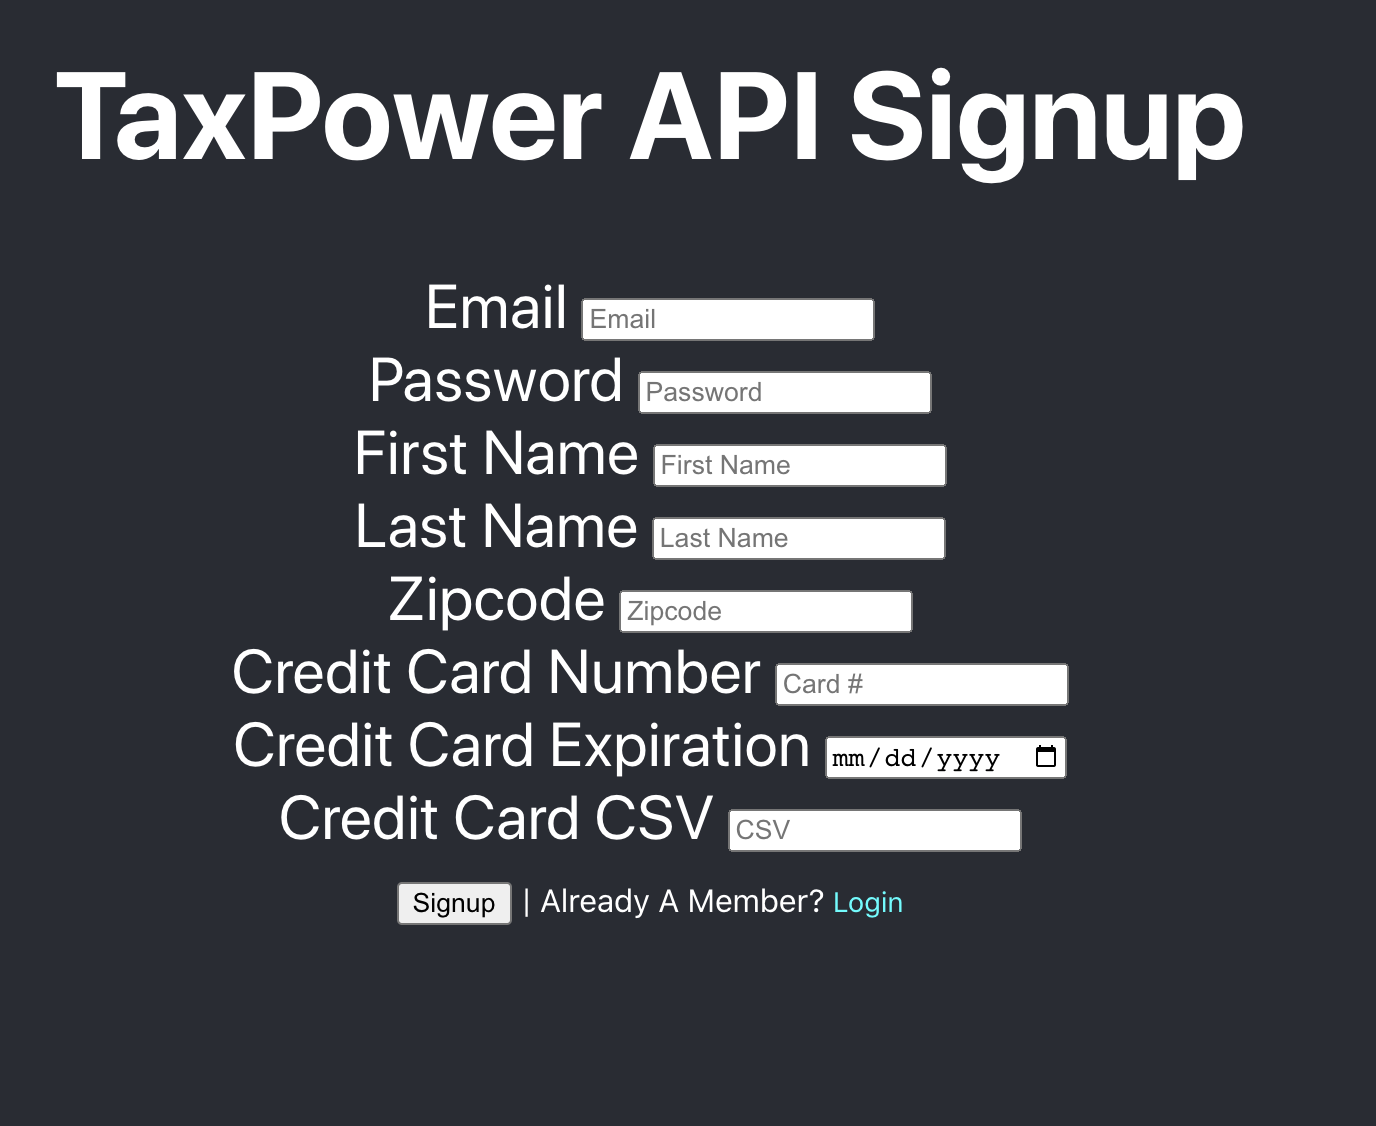 TaxPower API Signup
Email Email
Password Password
First Name First Name
Last Name Last Name
Zipcode Zipcode
Credit Card Number Card #
Credit Card Expiration mm/dd/yyyy
Credit Card CSV CSV
Signup | Already A Member? Login